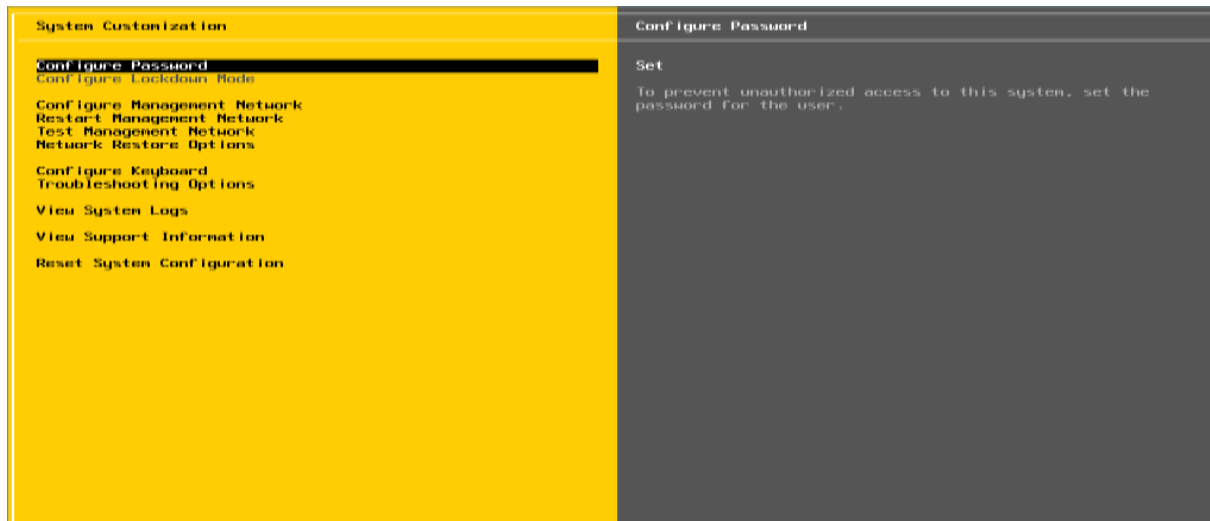 System Customization
Configure Password
Configure Lockdown Mode
Configure Management Network
Restart Management Network
Test Management Network
Network Restore Options
Configure Keyboard
Troubleshooting Options
View System Logs
View Support Information
Reset System Configuration
Configure Password
Set
To prevent unauthorized access to this system, set the
password for the user.